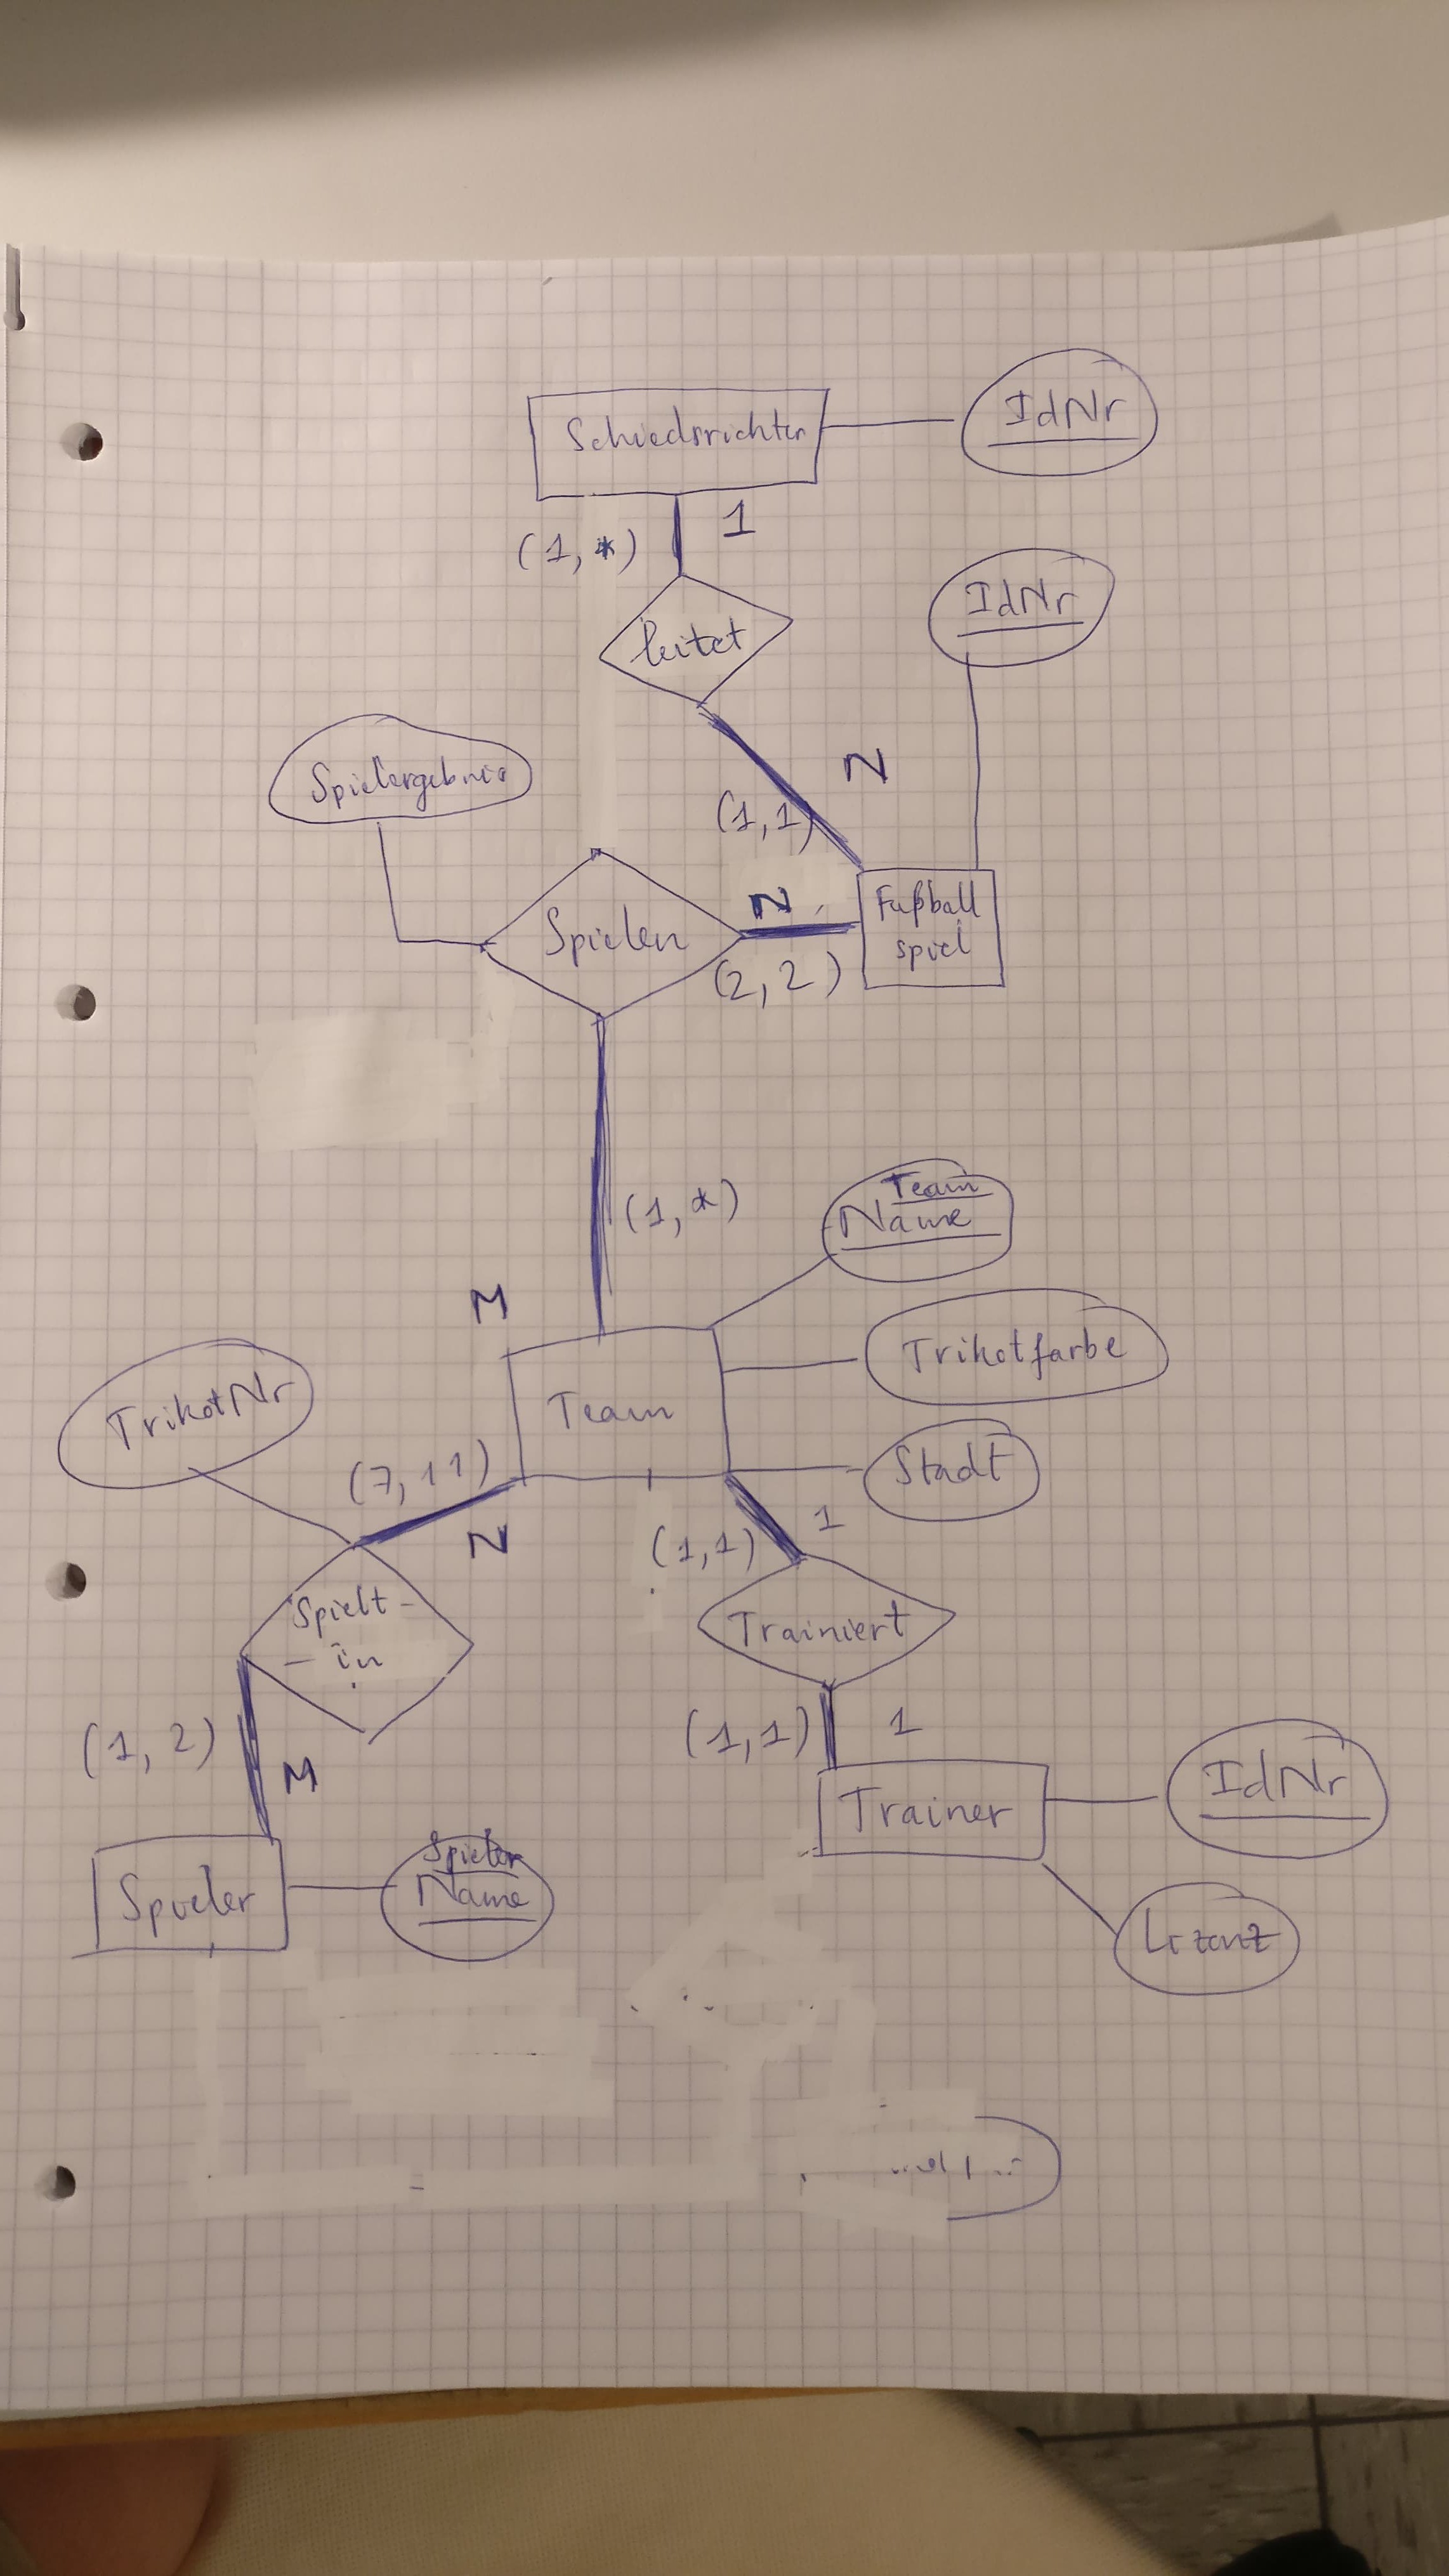 Schiedsrichter
IdNr
(1,*)
1
leitet
IdNr
N
(1,1)
Spielergebnis
Spielen
N
(2,2)
Fußball
spiel
(1,*)
M
Team
Name
Trikotfarbe
Team
Stadt
TrikotNr
(7,11)
N
(1,1)
1
Spielt-
- in
Trainiert
(1,2)
M
(1,1)
1
Trainer
IdNr
Spieler
Spieler
Name
Lizenz